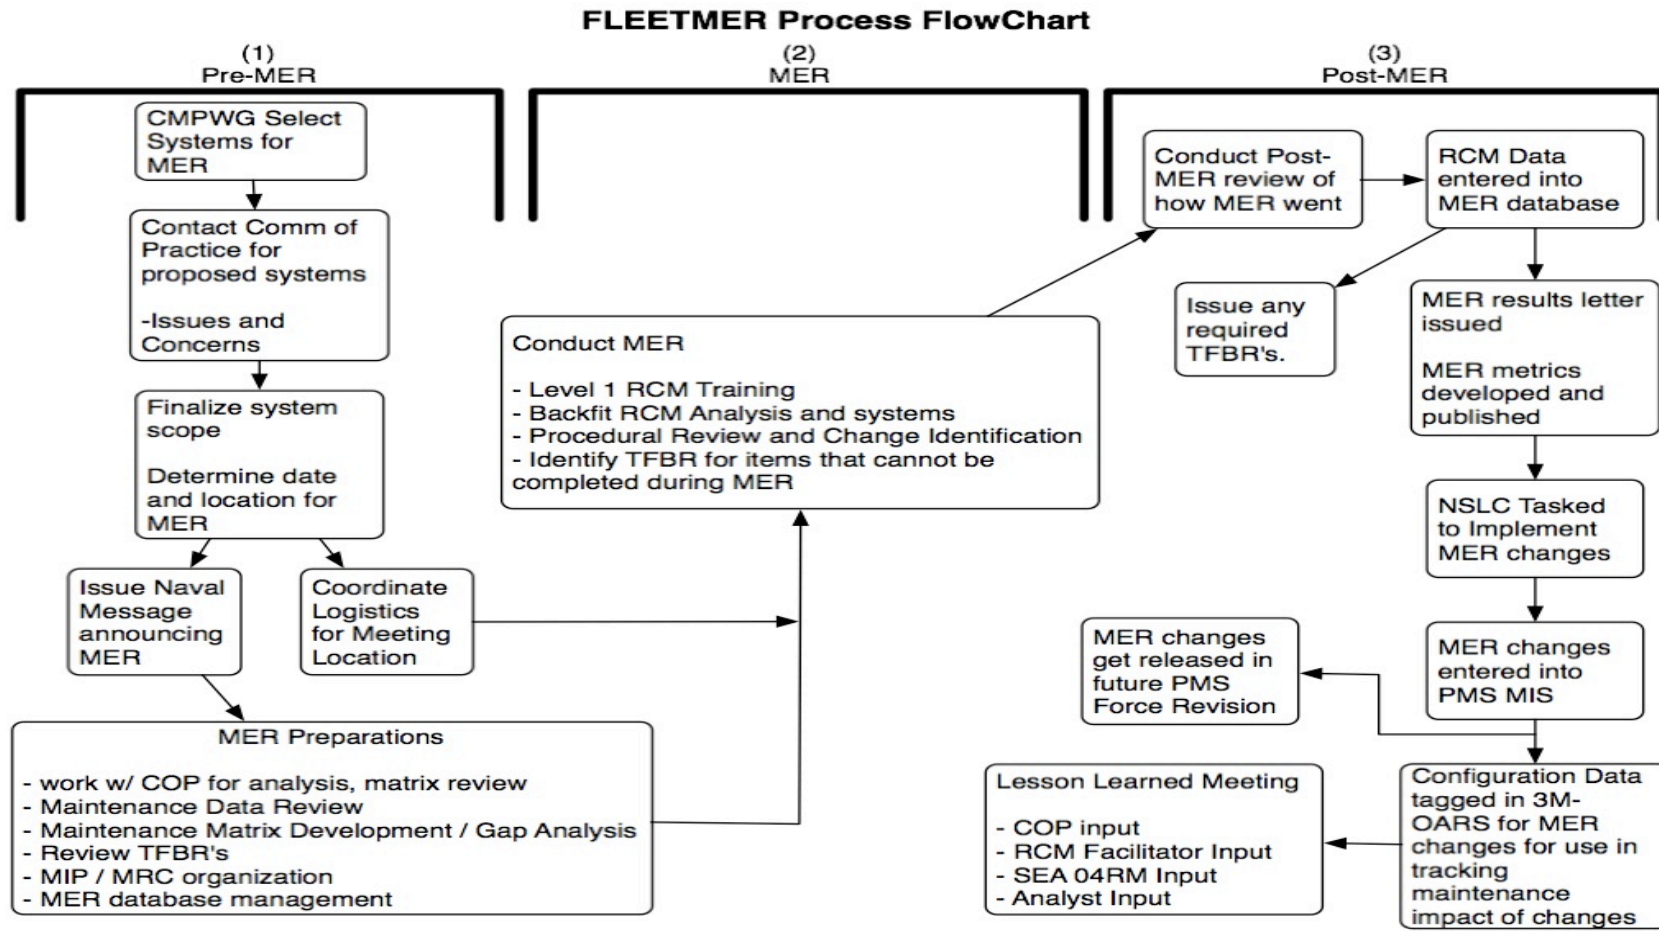 FLEETMER Process FlowChart
(1)
Pre-MER
(2)
MER
(3)
Post-MER
CMPWG Select
Systems for
MER
Contact Comm of
Practice for
proposed systems
-Issues and
Concerns
Finalize system
scope
Determine date
and location for
MER
Issue Naval
Message
announcing
MER
Coordinate
Logistics
for Meeting
Location
MER Preparations
- work w/ COP for analysis, matrix review
- Maintenance Data Review
- Maintenance Matrix Development / Gap Analysis
- Review TFBR's
- MIP / MRC organization
- MER database management
Conduct MER
- Level 1 RCM Training
- Backfit RCM Analysis and systems
- Procedural Review and Change Identification
- Identify TFBR for items that cannot be
completed during MER
Conduct Post-
MER review of
how MER went
RCM Data
entered into
MER database
Issue any
required
TFBR's.
MER results letter
issued
MER metrics
developed and
published
NSLC Tasked
to Implement
MER changes
MER changes
entered into
PMS MIS
MER changes
get released in
future PMS
Force Revision
Configuration Data
tagged in 3M-
OARS for MER
changes for use in
tracking
maintenance
impact of changes
Lesson Learned Meeting
- COP input
- RCM Facilitator Input
- SEA 04RM Input
- Analyst Input